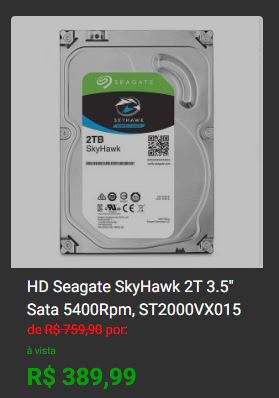 SEAGATE
SKYHAWK
2TB
SkyHawk
HD Seagate SkyHawk 2T 3.5"
Sata 5400Rpm, ST2000VX015
de R$ 759,90 por:
à vista
R$ 389,99